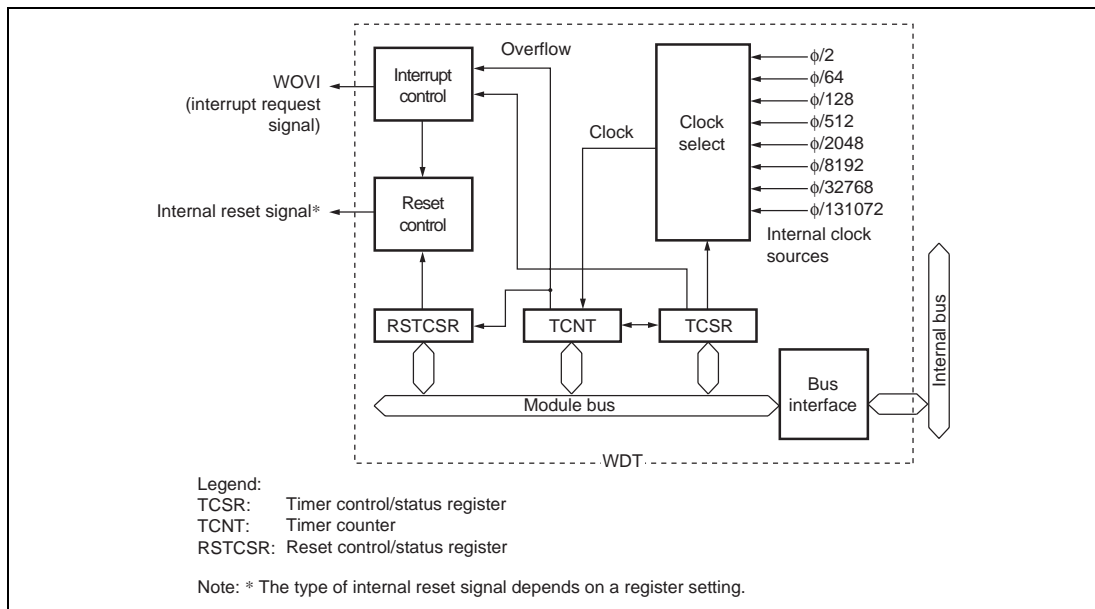 Overflow
Interrupt
control
WOVI
(interrupt request
signal)
Clock
Clock
select
ϕ/2
ϕ/64
ϕ/128
ϕ/512
ϕ/2048
ϕ/8192
ϕ/32768
ϕ/131072
Internal clock
sources
Reset
control
Internal reset signal*
RSTCSR
TCNT
TCSR
Module bus
Bus
interface
Internal bus
WDT
Legend:
TCSR: Timer control/status register
TCNT: Timer counter
RSTCSR: Reset control/status register
Note: * The type of internal reset signal depends on a register setting.